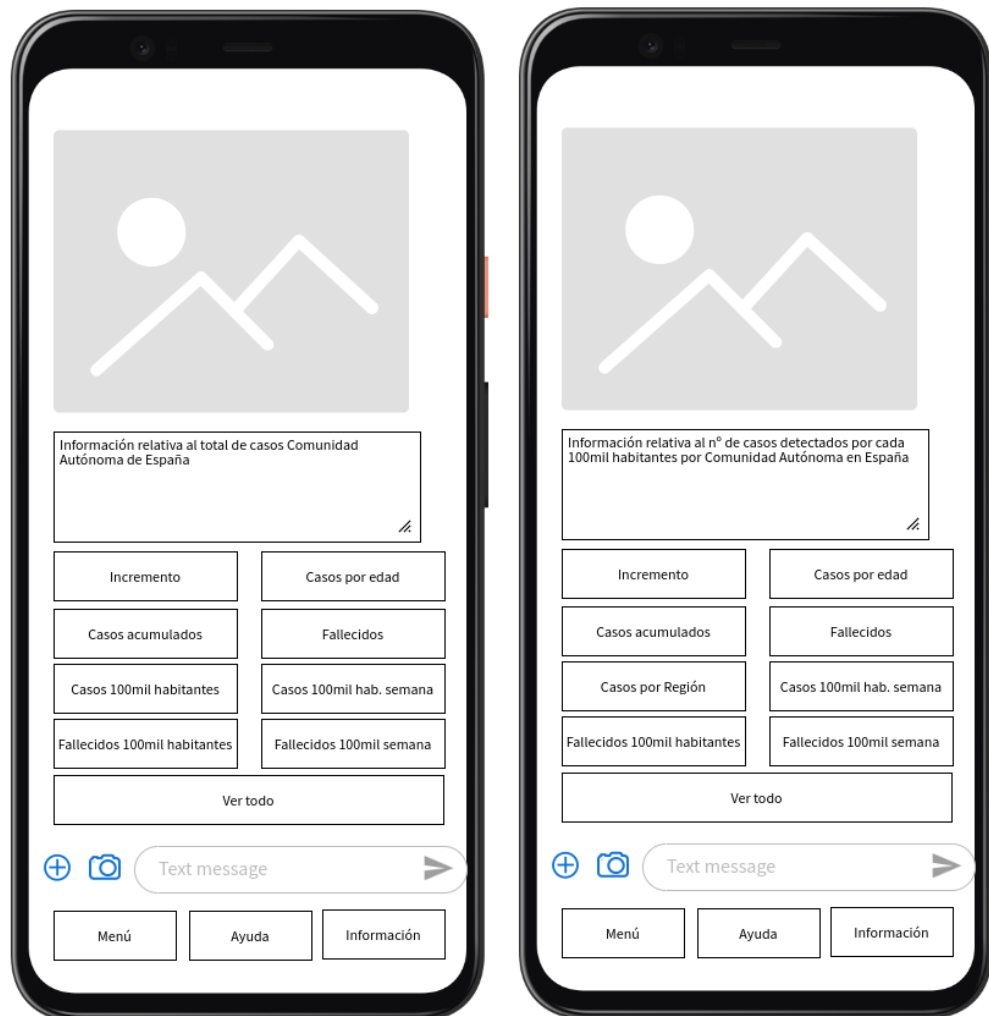 Información relativa al total de casos Comunidad
Autónoma de España
Incremento
Casos por edad
Casos acumulados
Fallecidos
Casos 100mil habitantes
Casos 100mil hab. semana
Fallecidos 100mil habitantes
Fallecidos 100mil semana
Ver todo
Text message
Menú
Ayuda
Información
Información relativa al nº de casos detectados por cada
100mil habitantes por Comunidad Autónoma en España
Incremento
Casos por edad
Casos acumulados
Fallecidos
Casos por Región
Casos 100mil hab. semana
Fallecidos 100mil habitantes
Fallecidos 100mil semana
Ver todo
Text message
Menú
Ayuda
Información